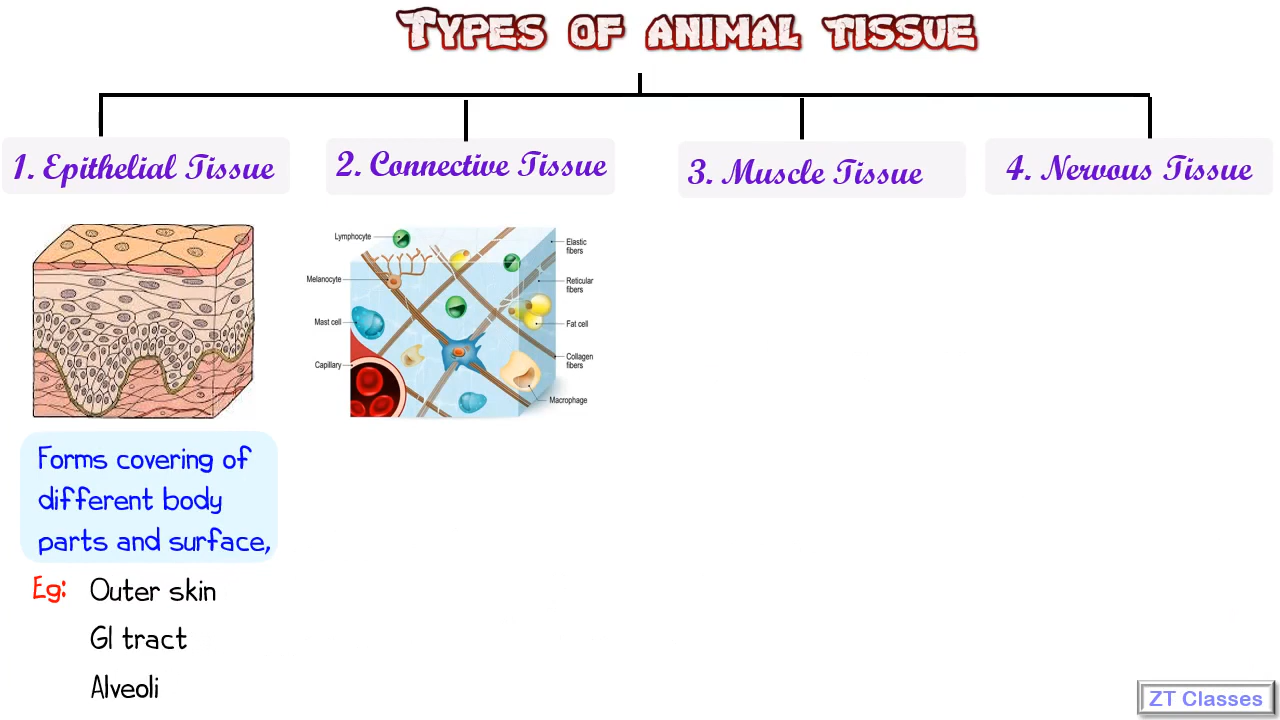 Types of animal tissue
1. Epithelial Tissue
2. Connective Tissue
3. Muscle Tissue
4. Nervous Tissue
Lymphocyte
Melanocyte
Mast cell
Capillary
Elastic
fibers
Reticular
fibers
Fat cell
Collagen
fibers
Macrophage
Forms covering of
different body
parts and surface,
Eg: Outer skin
GI tract
Alveoli
ZT Classes